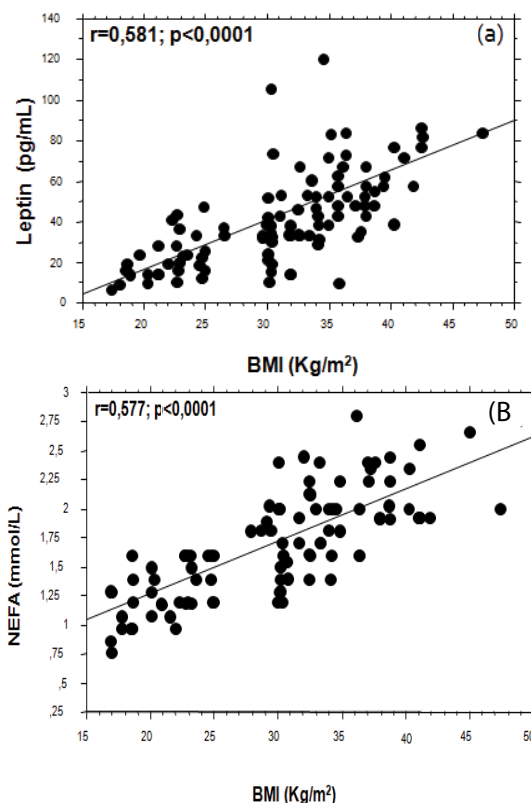 r=0,581; p<0,0001
(a)
140
120
100
80
60
40
20
0
Leptin (pg/mL)
15 20 25 30 35 40 45 50
BMI (Kg/m²)
r=0,577; p<0,0001
(B
3
2,75
2,5
2,25
2
1,75
1,6
1,25
1
,75
,5
,25
NEFA (mmol/L)
15 20 25 30 35 40 45 50
BMI (Kg/m²)